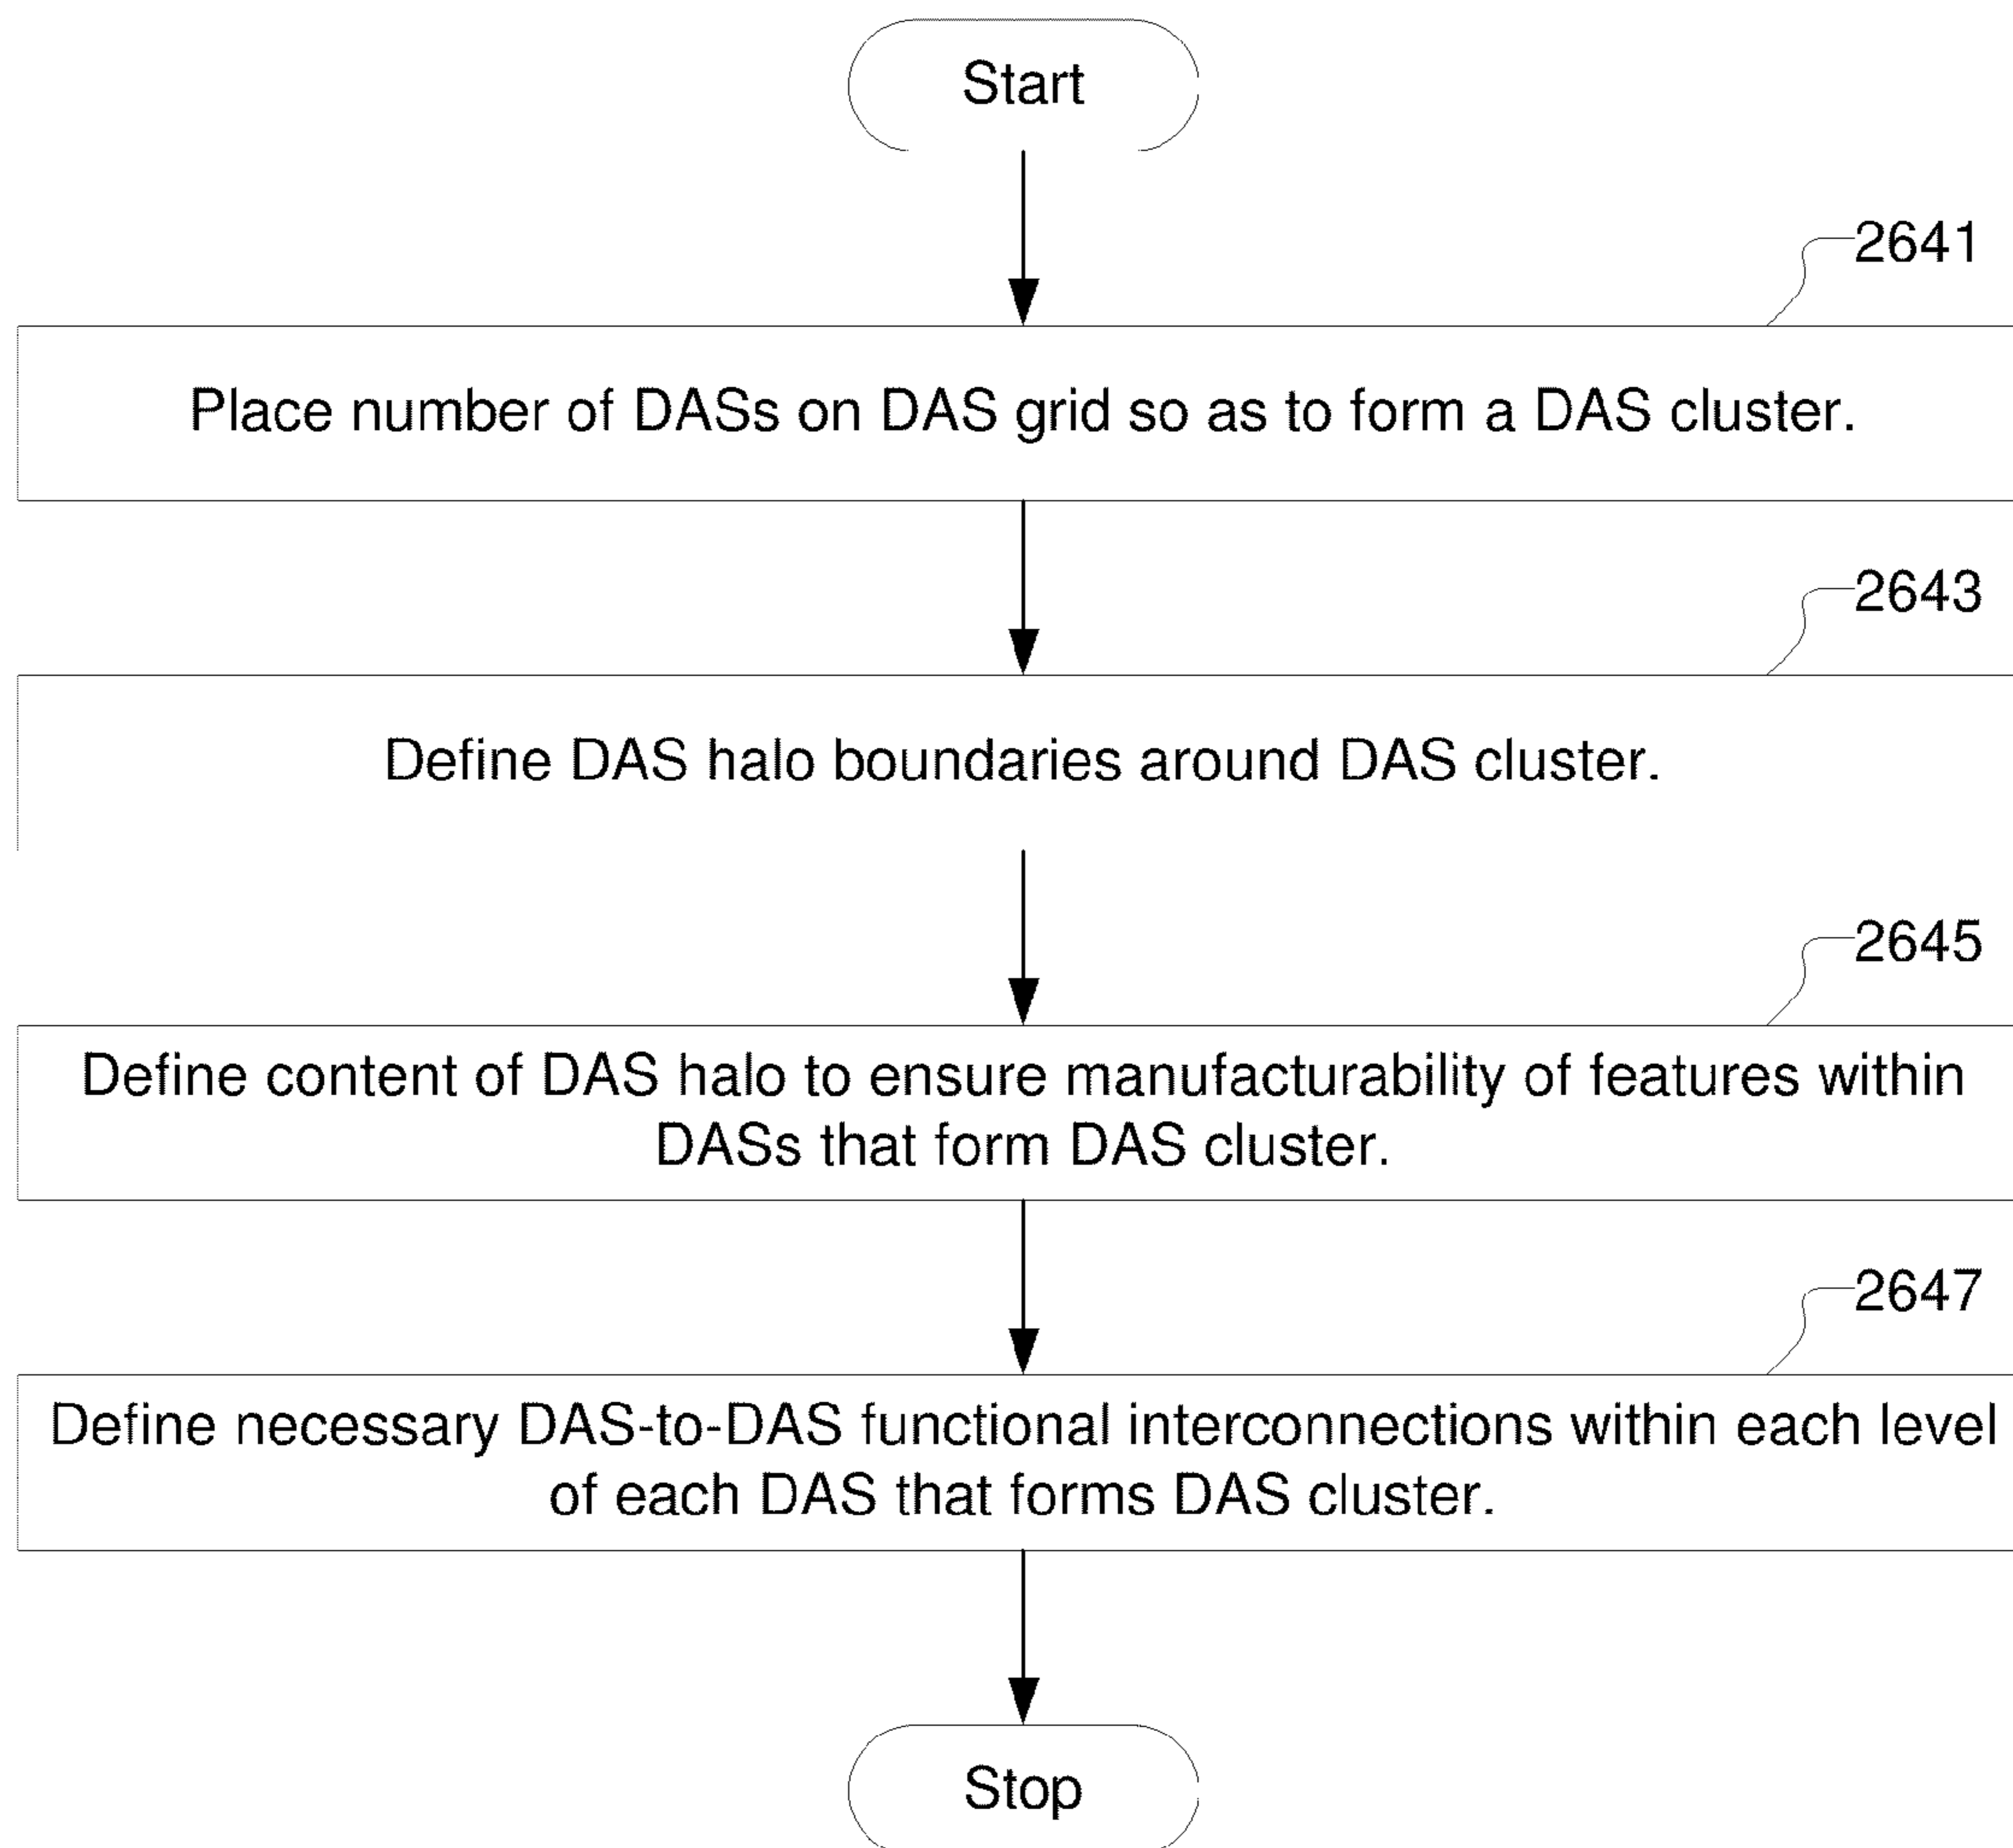 Start
2641
Place number of DASs on DAS grid so as to form a DAS cluster.
2643
Define DAS halo boundaries around DAS cluster.
2645
Define content of DAS halo to ensure manufacturability of features within
DASs that form DAS cluster.
2647
Define necessary DAS-to-DAS functional interconnections within each level
of each DAS that forms DAS cluster.
Stop